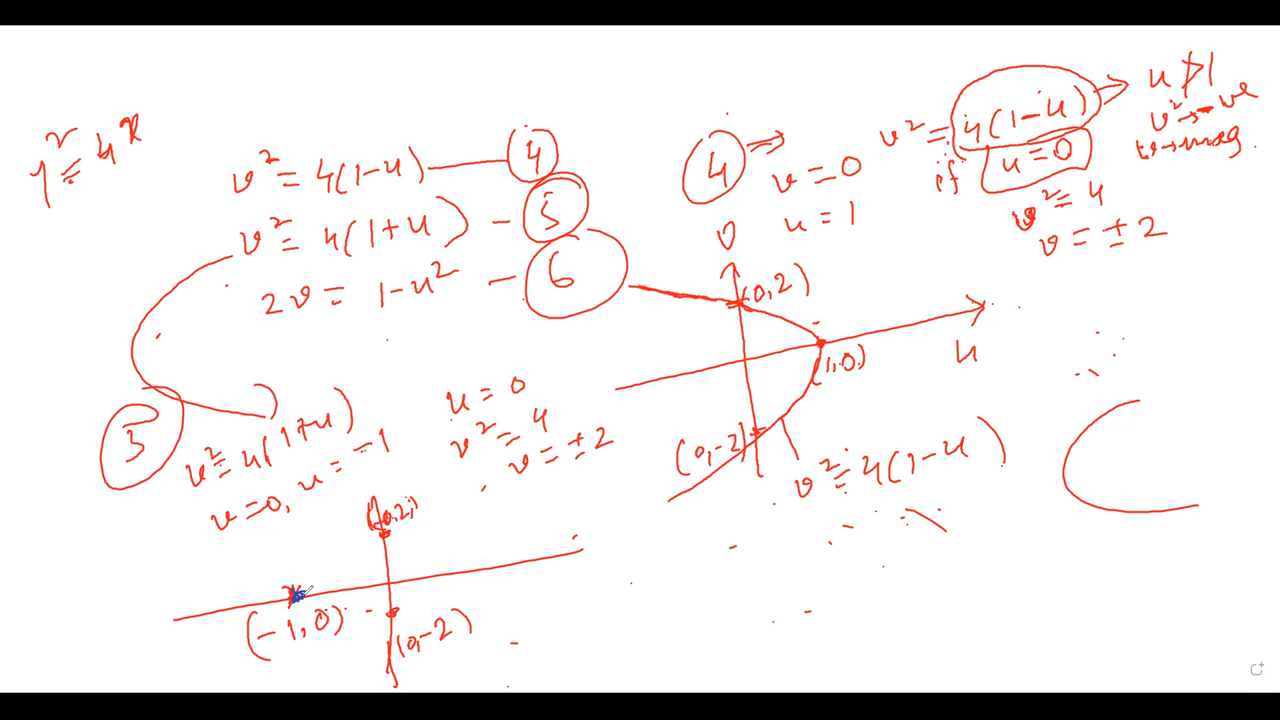 y² = 4x
v² = 4(1-u) — 4
v² = 4(1+u) — 5
2v = 1-u² — 6
4 ⇒ v = 0
u = 1
v² = 4(1-u) → u ≯ 1
v² → -ve
if u = 0
v² = 4
v = ± 2
v
(0,2)
(1,0)
u
(0,-2)
v² = 4(1-u)
5
v² = 4(1+u)
v = 0, u = -1
u = 0
v² = 4
v = ± 2
(0,2)
(-1,0)
(0,-2)